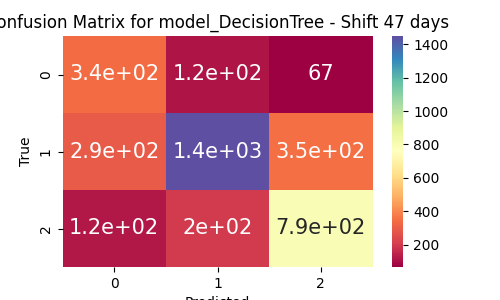 onfusion Matrix for model_DecisionTree - Shift 47 days
1400
0 3.4e+02 1.2e+02 67
1200
1000
True 1 2.9e+02 1.4e+03 3.5e+02
800
600
400
2 1.2e+02 2e+02 7.9e+02
200
0 1 2
Predicted